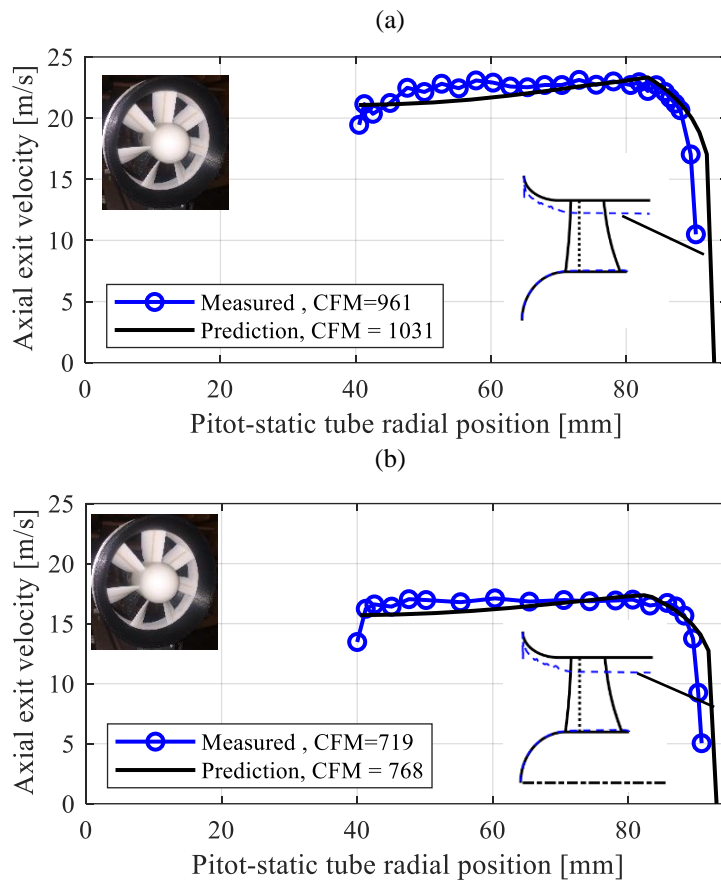 (a)
25
20
15
10
5
0
Axial exit velocity [m/s]
Measured , CFM=961
Prediction, CFM = 1031
0 20 40 60 80
Pitot-static tube radial position [mm]
(b)
25
20
15
10
5
0
Axial exit velocity [m/s]
Measured , CFM=719
Prediction, CFM = 768
0 20 40 60 80
Pitot-static tube radial position [mm]